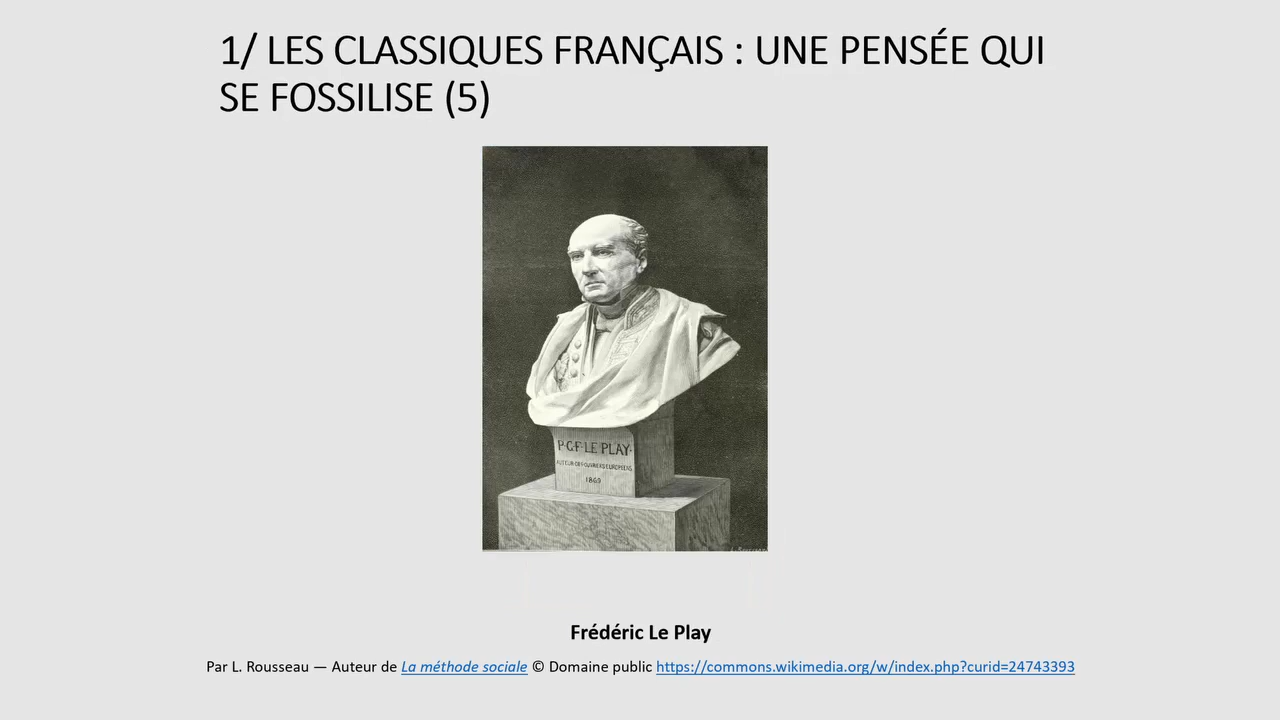 1/ LES CLASSIQUES FRANÇAIS : UNE PENSÉE QUI
SE FOSSILISE (5)
P·G·F·LE PLAY·
1869
Frédéric Le Play
Par L. Rousseau — Auteur de La méthode sociale © Domaine public https://commons.wikimedia.org/w/index.php?curid=24743393